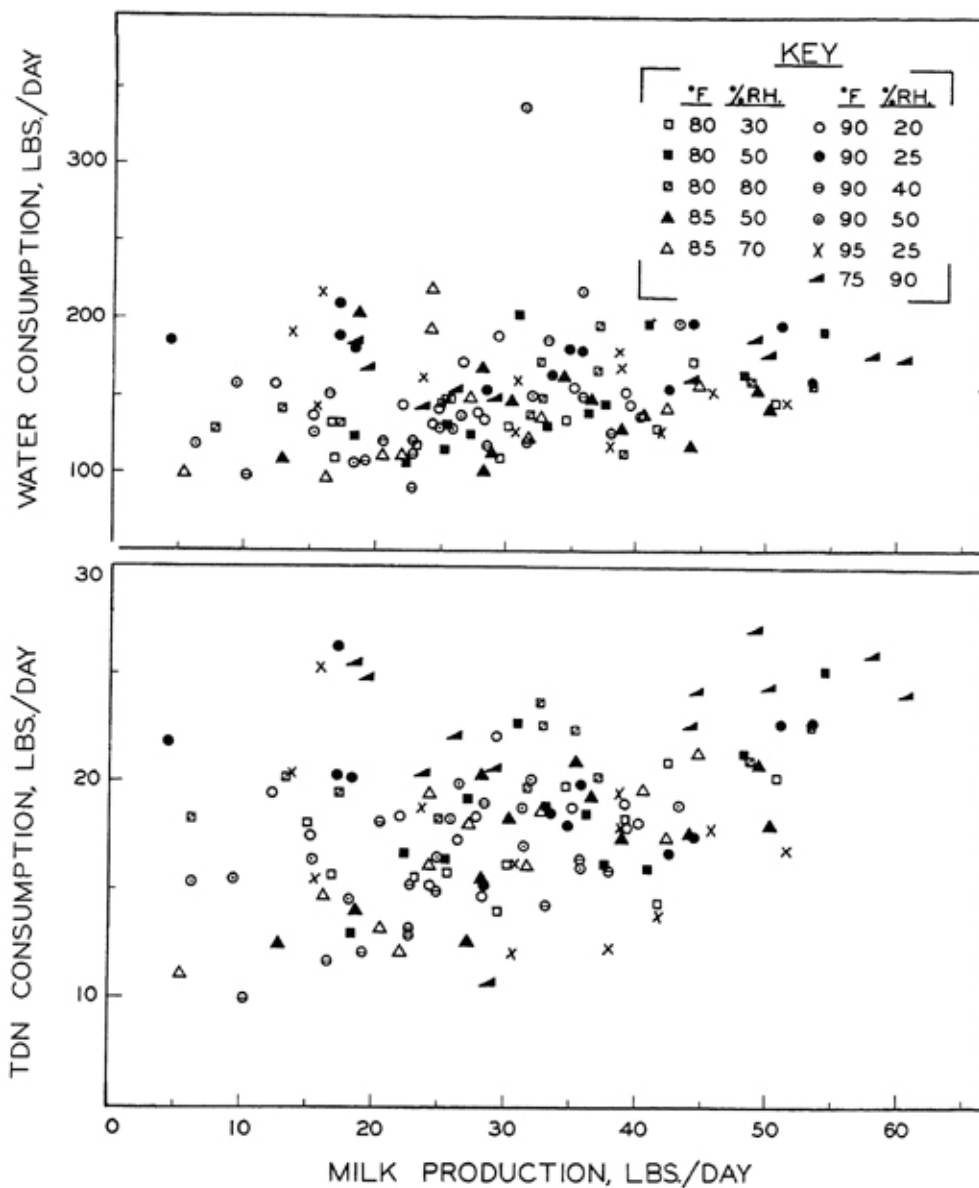 KEY
°F %RH. °F %RH.
80 30 90 20
80 50 90 25
80 80 90 40
85 50 90 50
85 70 95 25
75 90
WATER CONSUMPTION, LBS./DAY
300
200
100
TDN CONSUMPTION, LBS./DAY
30
20
10
0 10 20 30 40 50 60
MILK PRODUCTION, LBS./DAY